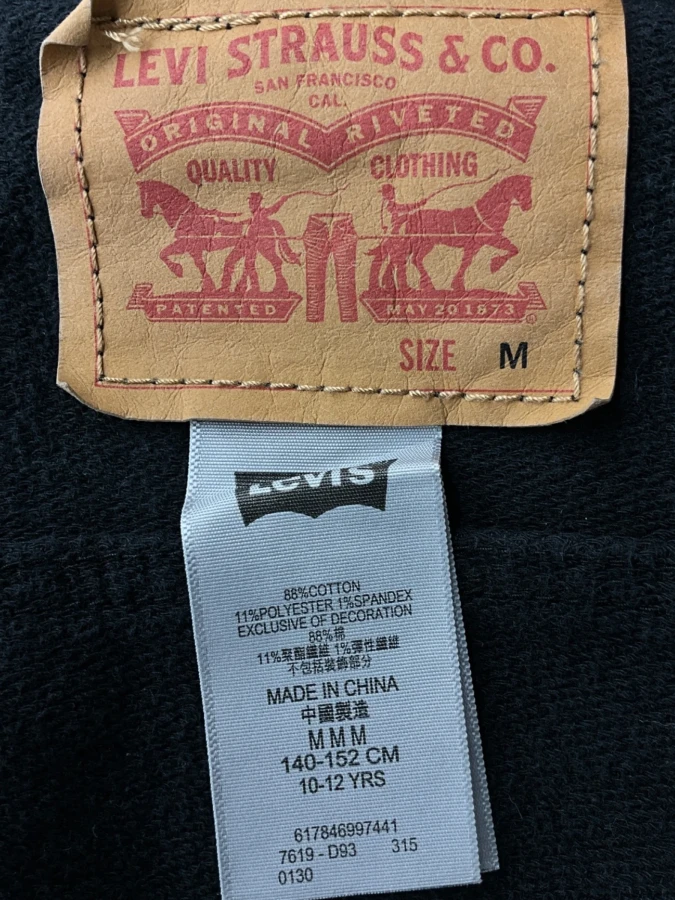 LEVI STRAUSS & CO.
SAN FRANCISCO
CAL.
ORIGINAL RIVETED
QUALITY CLOTHING
PATENTED MAY 20 1873
®
SIZE M
LEVI'S
88%COTTON
11%POLYESTER 1%SPANDEX
EXCLUSIVE OF DECORATION
88%棉
11%聚酯纖維 1%彈性纖維
不包括裝飾部分
MADE IN CHINA
中國製造
M M M
140-152 CM
10-12 YRS
617846997441
7619 - D93 315
0130